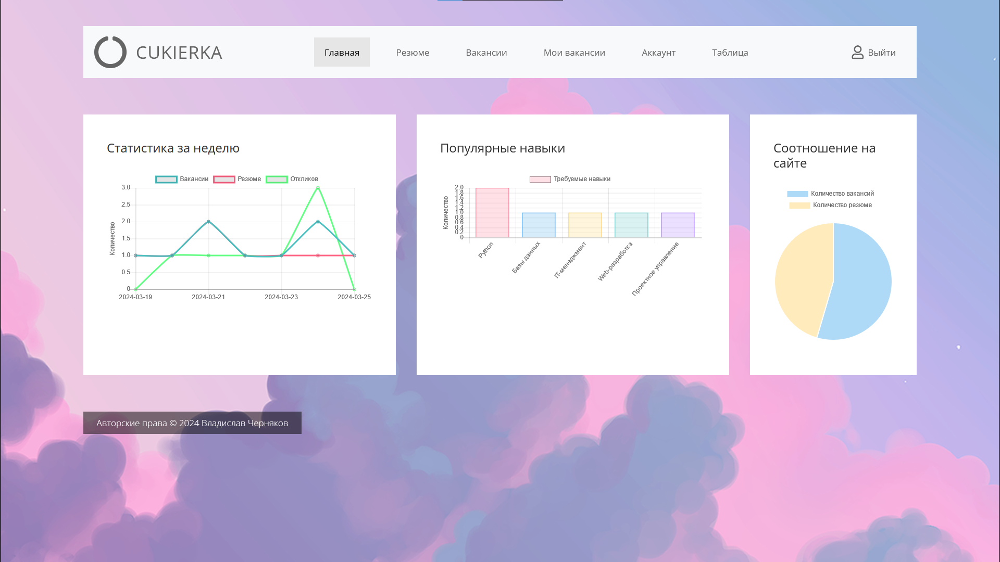 CUKIERKA
Главная
Резюме
Вакансии
Мои вакансии
Аккаунт
Таблица
Выйти
Статистика за неделю
Вакансии
Резюме
Откликов
Количество
3.0
2.5
2.0
1.5
1.0
0.5
0
2024-03-19
2024-03-21
2024-03-23
2024-03-25
Популярные навыки
Требуемые навыки
Количество
2.0
1.8
1.6
1.4
1.2
1.0
0.8
0.6
0.4
0.2
0
Python
Базы данных
IT-менеджмент
Web-разработка
Проектное управление
Соотношение на
сайте
Количество вакансий
Количество резюме
Авторские права © 2024 Владислав Черняков